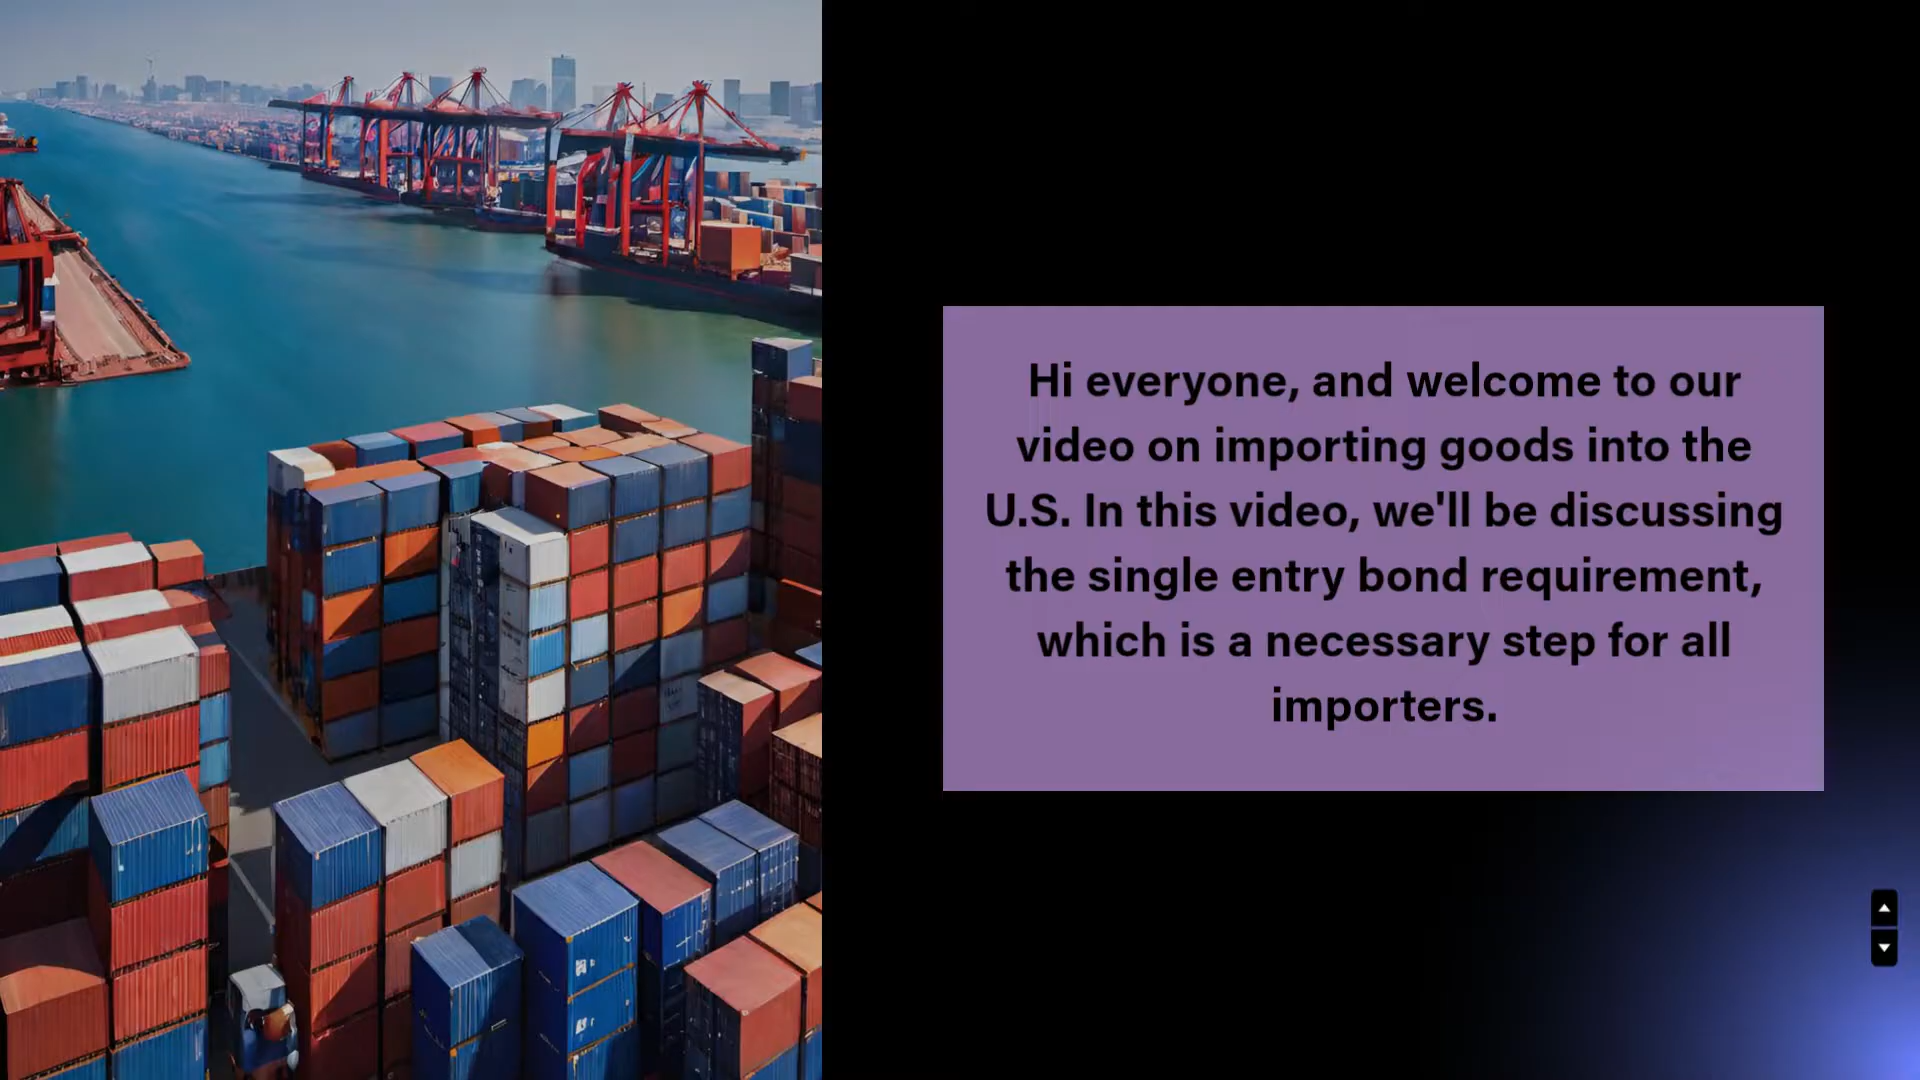 Hi everyone, and welcome to our
video on importing goods into the
U.S. In this video, we'll be discussing
the single entry bond requirement,
which is a necessary step for all
importers.